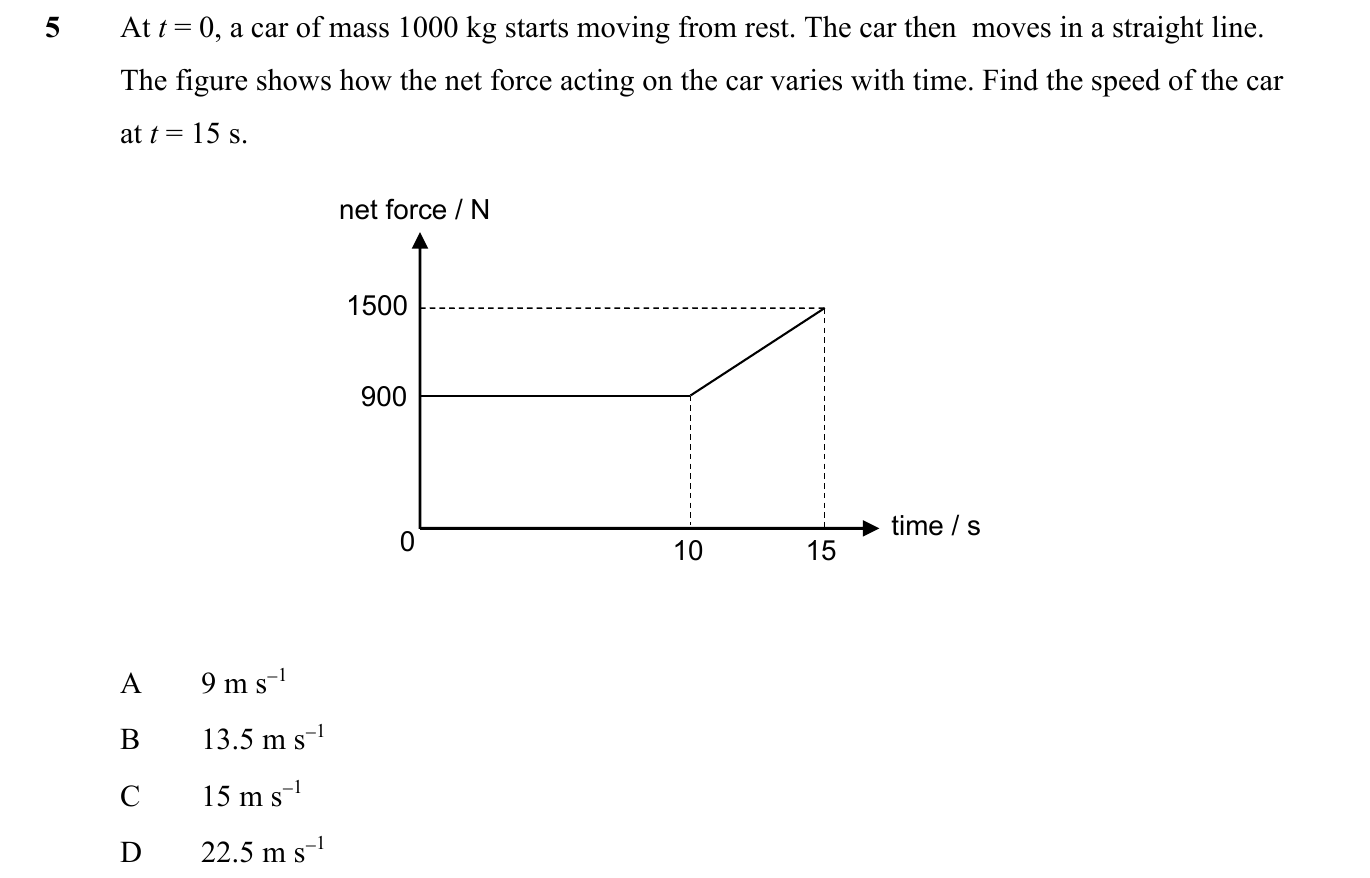 5 At t = 0, a car of mass 1000 kg starts moving from rest. The car then moves in a straight line.
The figure shows how the net force acting on the car varies with time. Find the speed of the car
at t = 15 s.
net force / N
1500
900
0
10
15
time / s
A 9 m s⁻¹
B 13.5 m s⁻¹
C 15 m s⁻¹
D 22.5 m s⁻¹